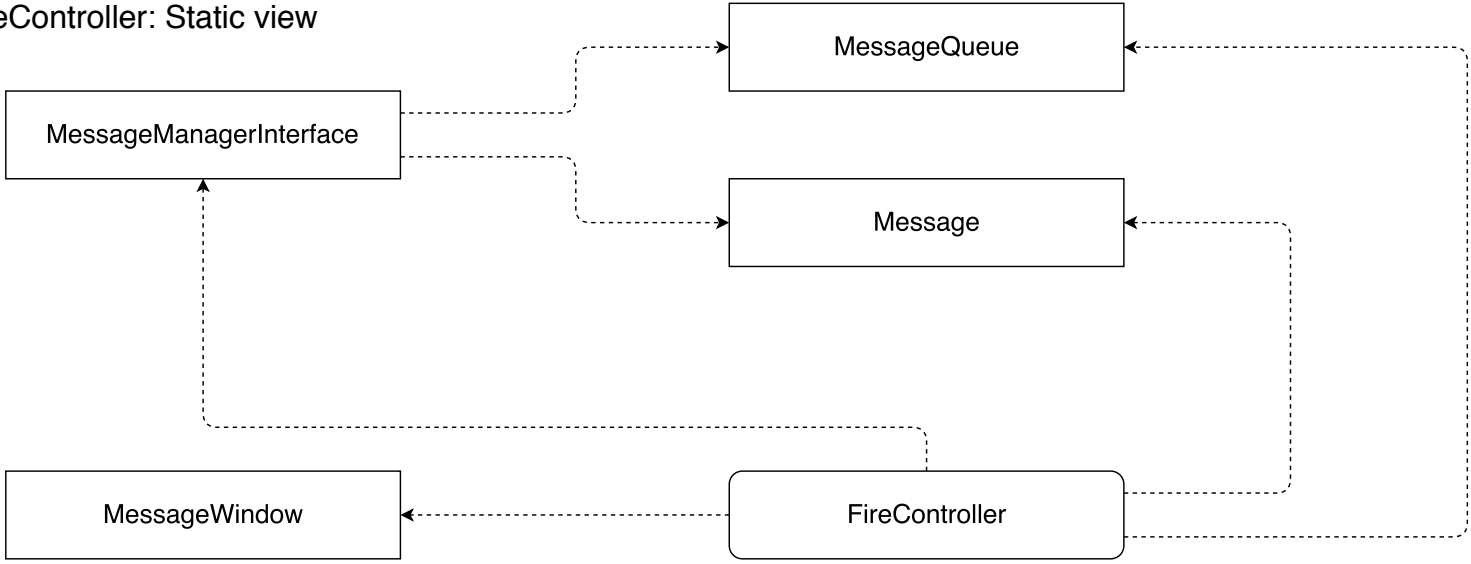 eController: Static view
MessageQueue
MessageManagerInterface
Message
MessageWindow
FireController